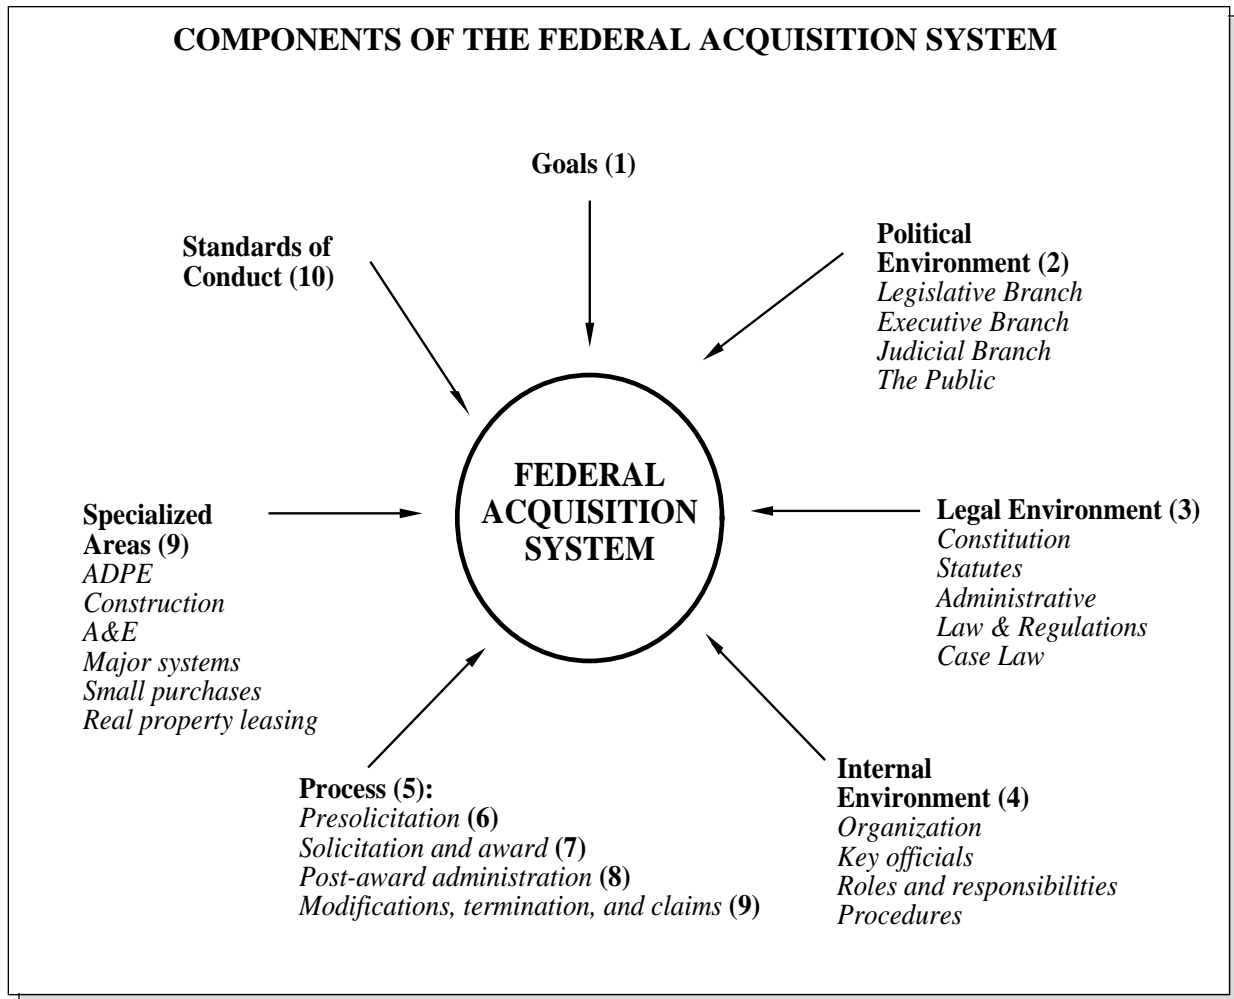 COMPONENTS OF THE FEDERAL ACQUISITION SYSTEM
Goals (1)
Political
Environment (2)
Legislative Branch
Executive Branch
Judicial Branch
The Public
Standards of
Conduct (10)
FEDERAL
ACQUISITION
SYSTEM
Legal Environment (3)
Constitution
Statutes
Administrative
Law & Regulations
Case Law
Specialized
Areas (9)
ADPE
Construction
A&E
Major systems
Small purchases
Real property leasing
Internal
Environment (4)
Organization
Key officials
Roles and responsibilities
Procedures
Process (5):
Presolicitation (6)
Solicitation and award (7)
Post-award administration (8)
Modifications, termination, and claims (9)